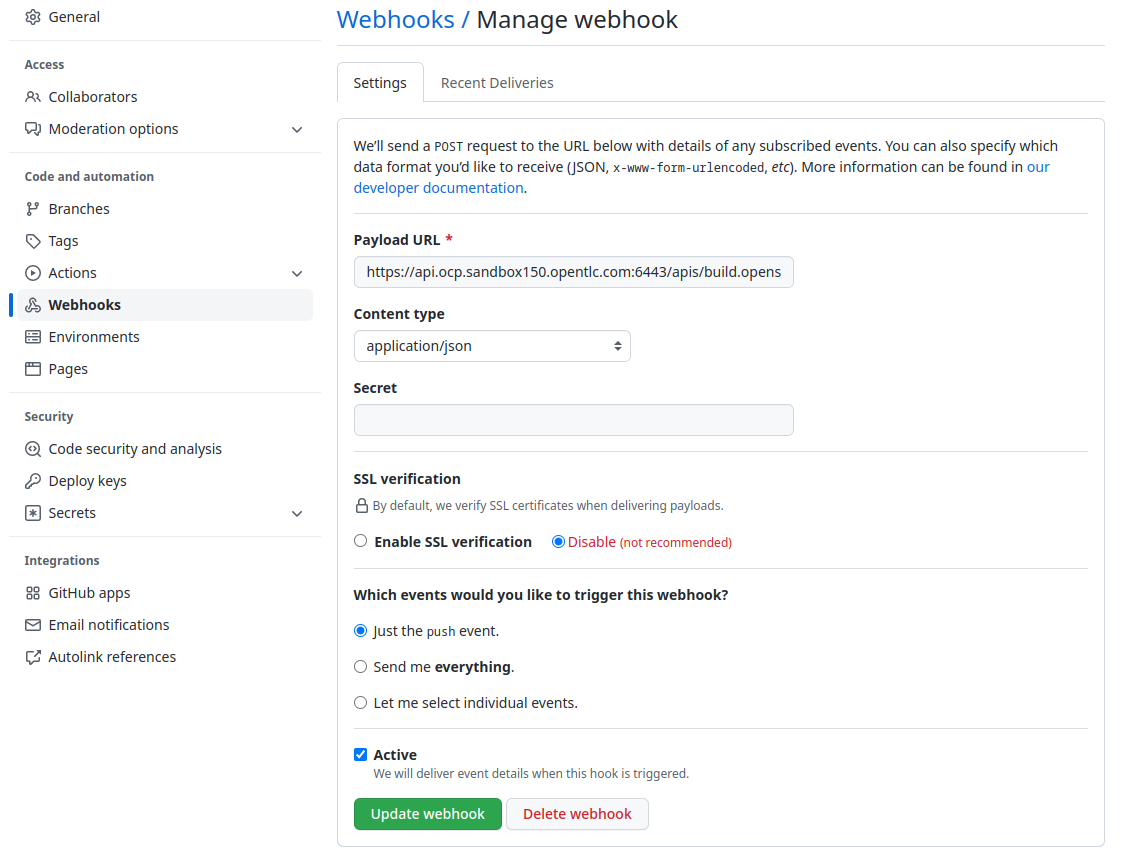 General
Access
Collaborators
Moderation options
Code and automation
Branches
Tags
Actions
Webhooks
Environments
Pages
Security
Code security and analysis
Deploy keys
Secrets
Integrations
GitHub apps
Email notifications
Autolink references
Webhooks / Manage webhook
Settings Recent Deliveries
We’ll send a POST request to the URL below with details of any subscribed events. You can also specify which
data format you’d like to receive (JSON, x-www-form-urlencoded, etc). More information can be found in our
developer documentation.
Payload URL *
https://api.ocp.sandbox150.opentlc.com:6443/apis/build.opens
Content type
application/json
Secret
SSL verification
By default, we verify SSL certificates when delivering payloads.
Enable SSL verification Disable (not recommended)
Which events would you like to trigger this webhook?
Just the push event.
Send me everything.
Let me select individual events.
Active
We will deliver event details when this hook is triggered.
Update webhook Delete webhook